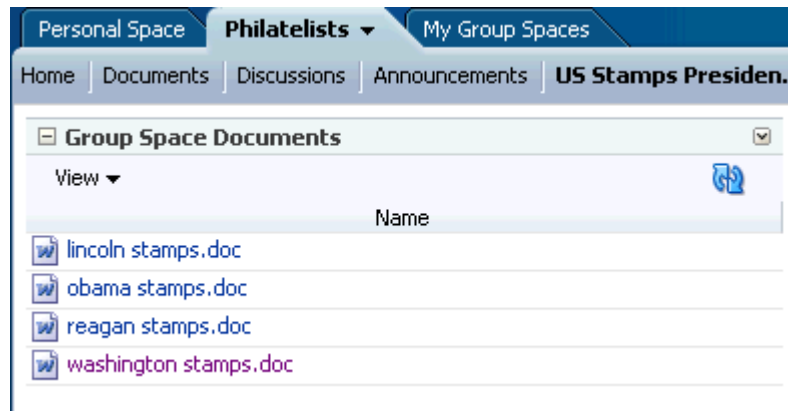 Personal Space Philatelists My Group Spaces
Home Documents Discussions Announcements US Stamps Presiden.
Group Space Documents
View
Name
lincoln stamps.doc
obama stamps.doc
reagan stamps.doc
washington stamps.doc